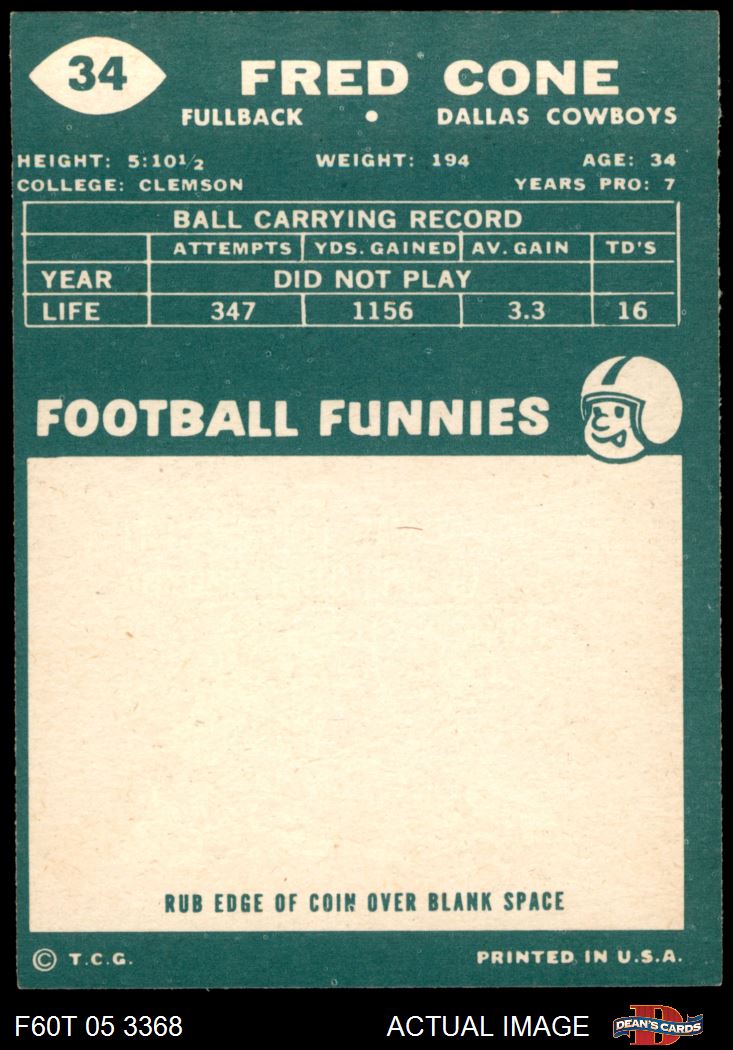 34
FRED CONE
FULLBACK • DALLAS COWBOYS
HEIGHT: 5:10½ WEIGHT: 194 AGE: 34
COLLEGE: CLEMSON YEARS PRO: 7
BALL CARRYING RECORD
ATTEMPTS YDS. GAINED AV. GAIN TD'S
YEAR DID NOT PLAY
LIFE 347 1156 3.3 16
FOOTBALL FUNNIES
RUB EDGE OF COIN OVER BLANK SPACE
© T.C.G. PRINTED IN U.S.A.
F60T 05 3368 ACTUAL IMAGE D DEAN'S CARDS